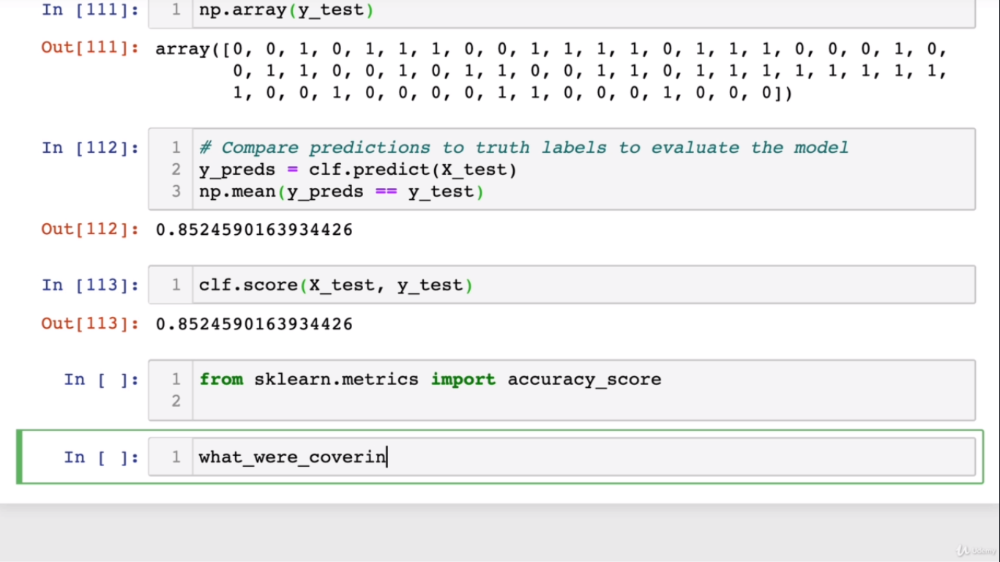 In [111]: 1 np.array(y_test)
Out[111]: array([0, 0, 1, 0, 1, 1, 1, 0, 0, 1, 1, 1, 1, 0, 1, 1, 1, 0, 0, 0, 1, 0,
0, 1, 1, 0, 0, 1, 0, 1, 1, 0, 0, 1, 1, 0, 1, 1, 1, 1, 1, 1, 1, 1,
1, 0, 0, 1, 0, 0, 0, 0, 1, 1, 0, 0, 0, 1, 0, 0, 0])
In [112]: 1 # Compare predictions to truth labels to evaluate the model
2 y_preds = clf.predict(X_test)
3 np.mean(y_preds == y_test)
Out[112]: 0.8524590163934426
In [113]: 1 clf.score(X_test, y_test)
Out[113]: 0.8524590163934426
In [ ]: 1 from sklearn.metrics import accuracy_score
2
In [ ]: 1 what_were_coverin
Udemy